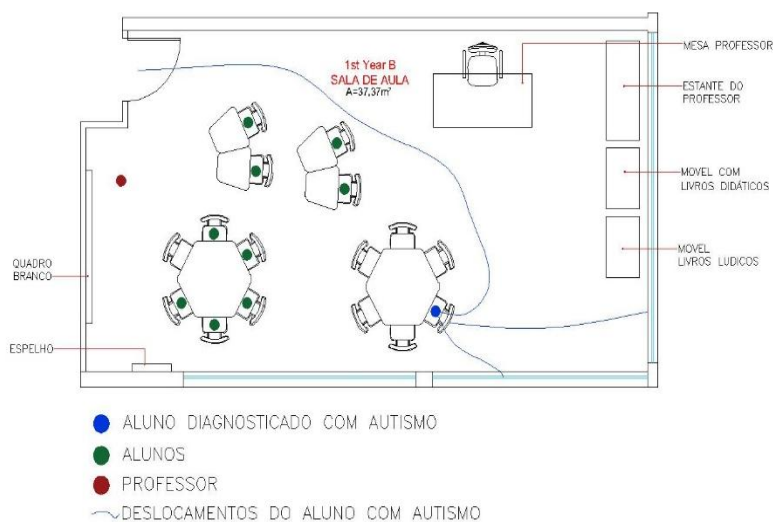 1st Year B
SALA DE AULA
A=37,37m²
MESA PROFESSOR
ESTANTE DO
PROFESSOR
MOVEL COM
LIVROS DIDÁTICOS
MOVEL
LIVROS LUDICOS
QUADRO
BRANCO
ESPELHO
ALUNO DIAGNOSTICADO COM AUTISMO
ALUNOS
PROFESSOR
DESLOCAMENTOS DO ALUNO COM AUTISMO